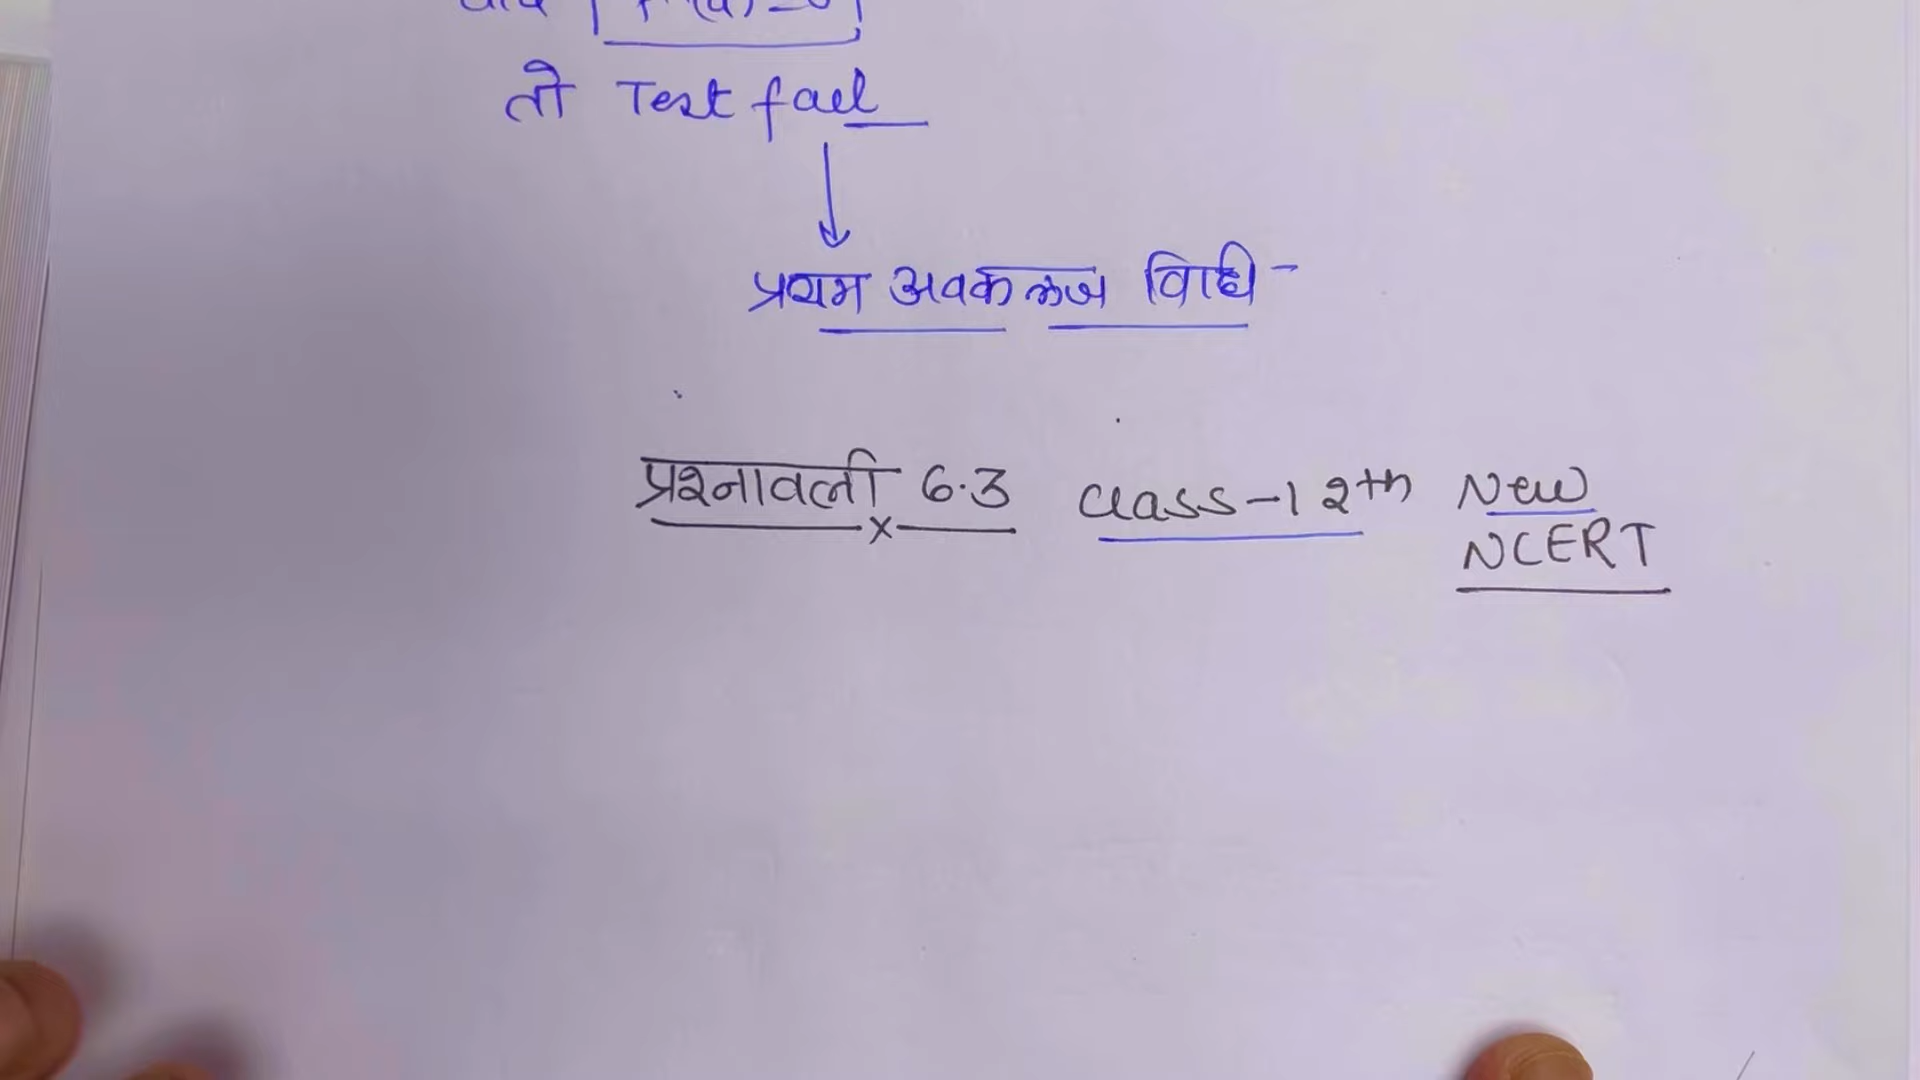 तो Test fail
प्रथम अवकलज विधि -
प्रश्नावली 6.3 class-12th New
NCERT